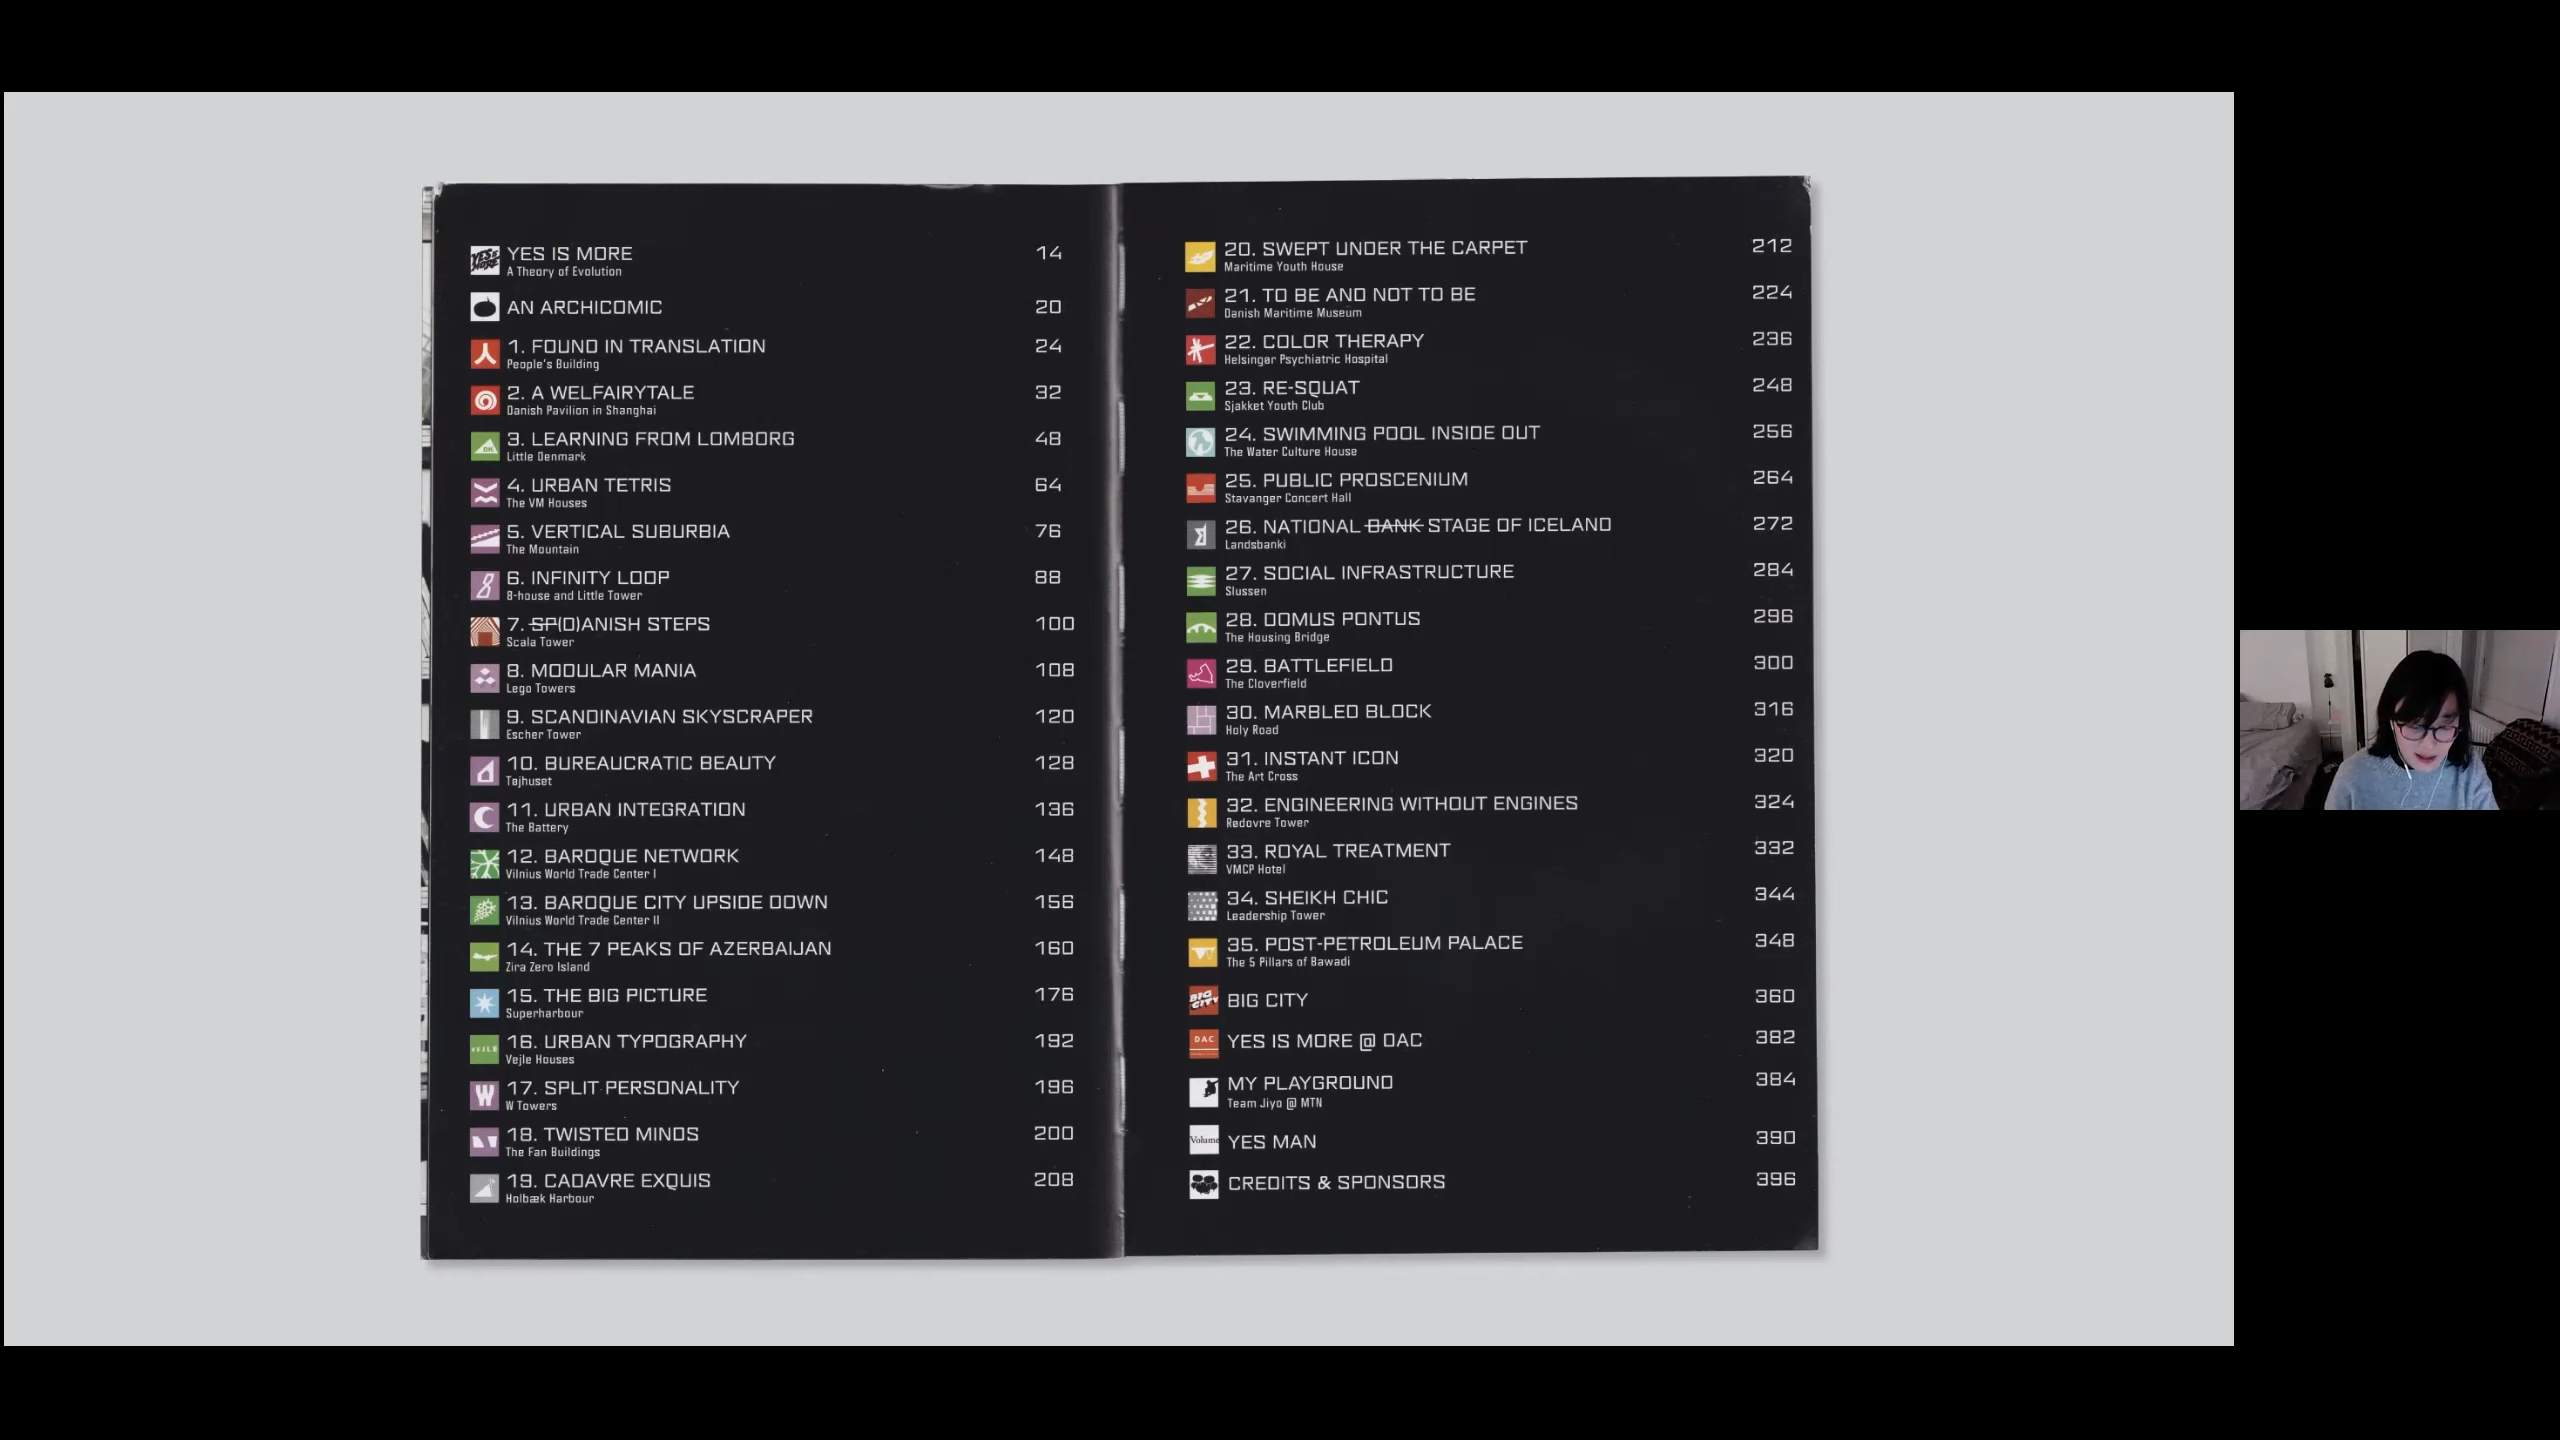 YES IS MORE 14
A Theory of Evolution
AN ARCHICOMIC 20
1. FOUND IN TRANSLATION 24
People's Building
2. A WELFAIRYTALE 32
Danish Pavilion in Shanghai
3. LEARNING FROM LOMBORG 48
Little Denmark
4. URBAN TETRIS 64
The VM Houses
5. VERTICAL SUBURBIA 76
The Mountain
6. INFINITY LOOP 88
8-house and Little Tower
7. SP(D)ANISH STEPS 100
Scala Tower
8. MODULAR MANIA 108
Lego Towers
9. SCANDINAVIAN SKYSCRAPER 120
Escher Tower
10. BUREAUCRATIC BEAUTY 128
Tøjhuset
11. URBAN INTEGRATION 136
The Battery
12. BAROQUE NETWORK 148
Vilnius World Trade Center I
13. BAROQUE CITY UPSIDE DOWN 156
Vilnius World Trade Center II
14. THE 7 PEAKS OF AZERBAIJAN 160
Zira Zero Island
15. THE BIG PICTURE 176
Superharbour
VEJLE
16. URBAN TYPOGRAPHY 192
Vejle Houses
W
17. SPLIT PERSONALITY 196
W Towers
18. TWISTED MINDS 200
The Fan Buildings
19. CADAVRE EXQUIS 208
Holbæk Harbour
20. SWEPT UNDER THE CARPET 212
Maritime Youth House
21. TO BE AND NOT TO BE 224
Danish Maritime Museum
22. COLOR THERAPY 236
Helsingør Psychiatric Hospital
23. RE-SQUAT 248
Sjakket Youth Club
24. SWIMMING POOL INSIDE OUT 256
The Water Culture House
25. PUBLIC PROSCENIUM 264
Stavanger Concert Hall
26. NATIONAL BANK STAGE OF ICELAND 272
Landsbanki
27. SOCIAL INFRASTRUCTURE 284
Slussen
28. DOMUS PONTUS 296
The Housing Bridge
29. BATTLEFIELD 300
The Cloverfield
30. MARBLED BLOCK 316
Holy Road
31. INSTANT ICON 320
The Art Cross
32. ENGINEERING WITHOUT ENGINES 324
Rødovre Tower
33. ROYAL TREATMENT 332
VMCP Hotel
34. SHEIKH CHIC 344
Leadership Tower
35. POST-PETROLEUM PALACE 348
The 5 Pillars of Bawadi
BIG CITY
BIG CITY 360
DAC
YES IS MORE @ DAC 382
MY PLAYGROUND 384
Team Jiyo @ MTN
Volume
YES MAN 390
CREDITS & SPONSORS 396